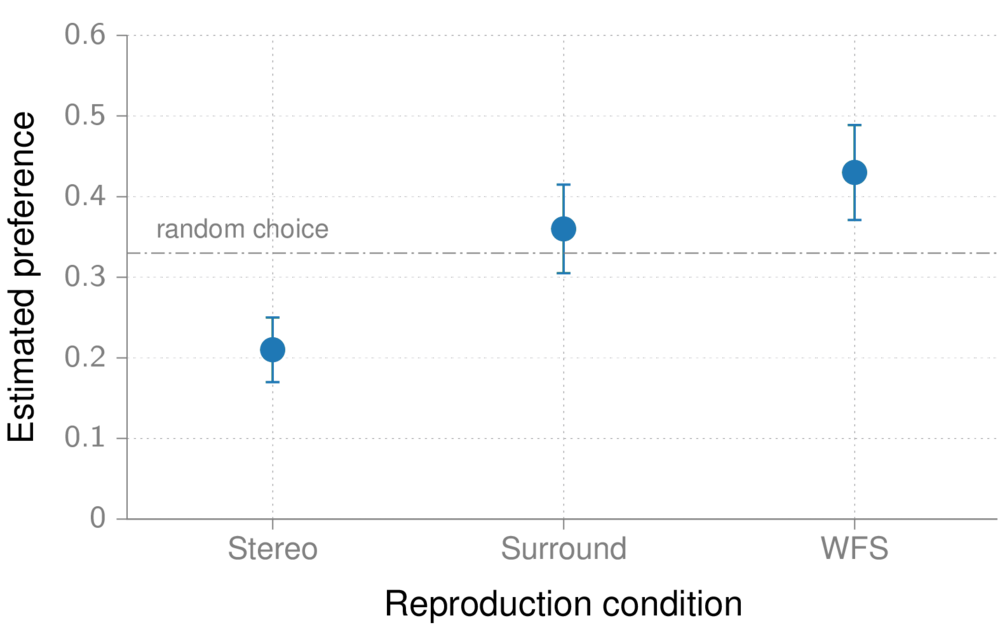 0.6
0.5
0.4
0.3
0.2
0.1
0
Estimated preference
random choice
Stereo Surround WFS
Reproduction condition